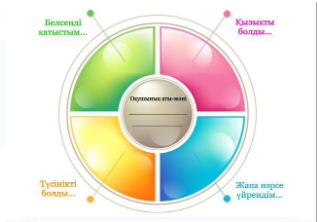 Белсенді
қатыстым...
Қызықты
болды...
Оқушының аты-жөні
Түсінікті
болды...
Жаңа нәрсе
үйрендім...